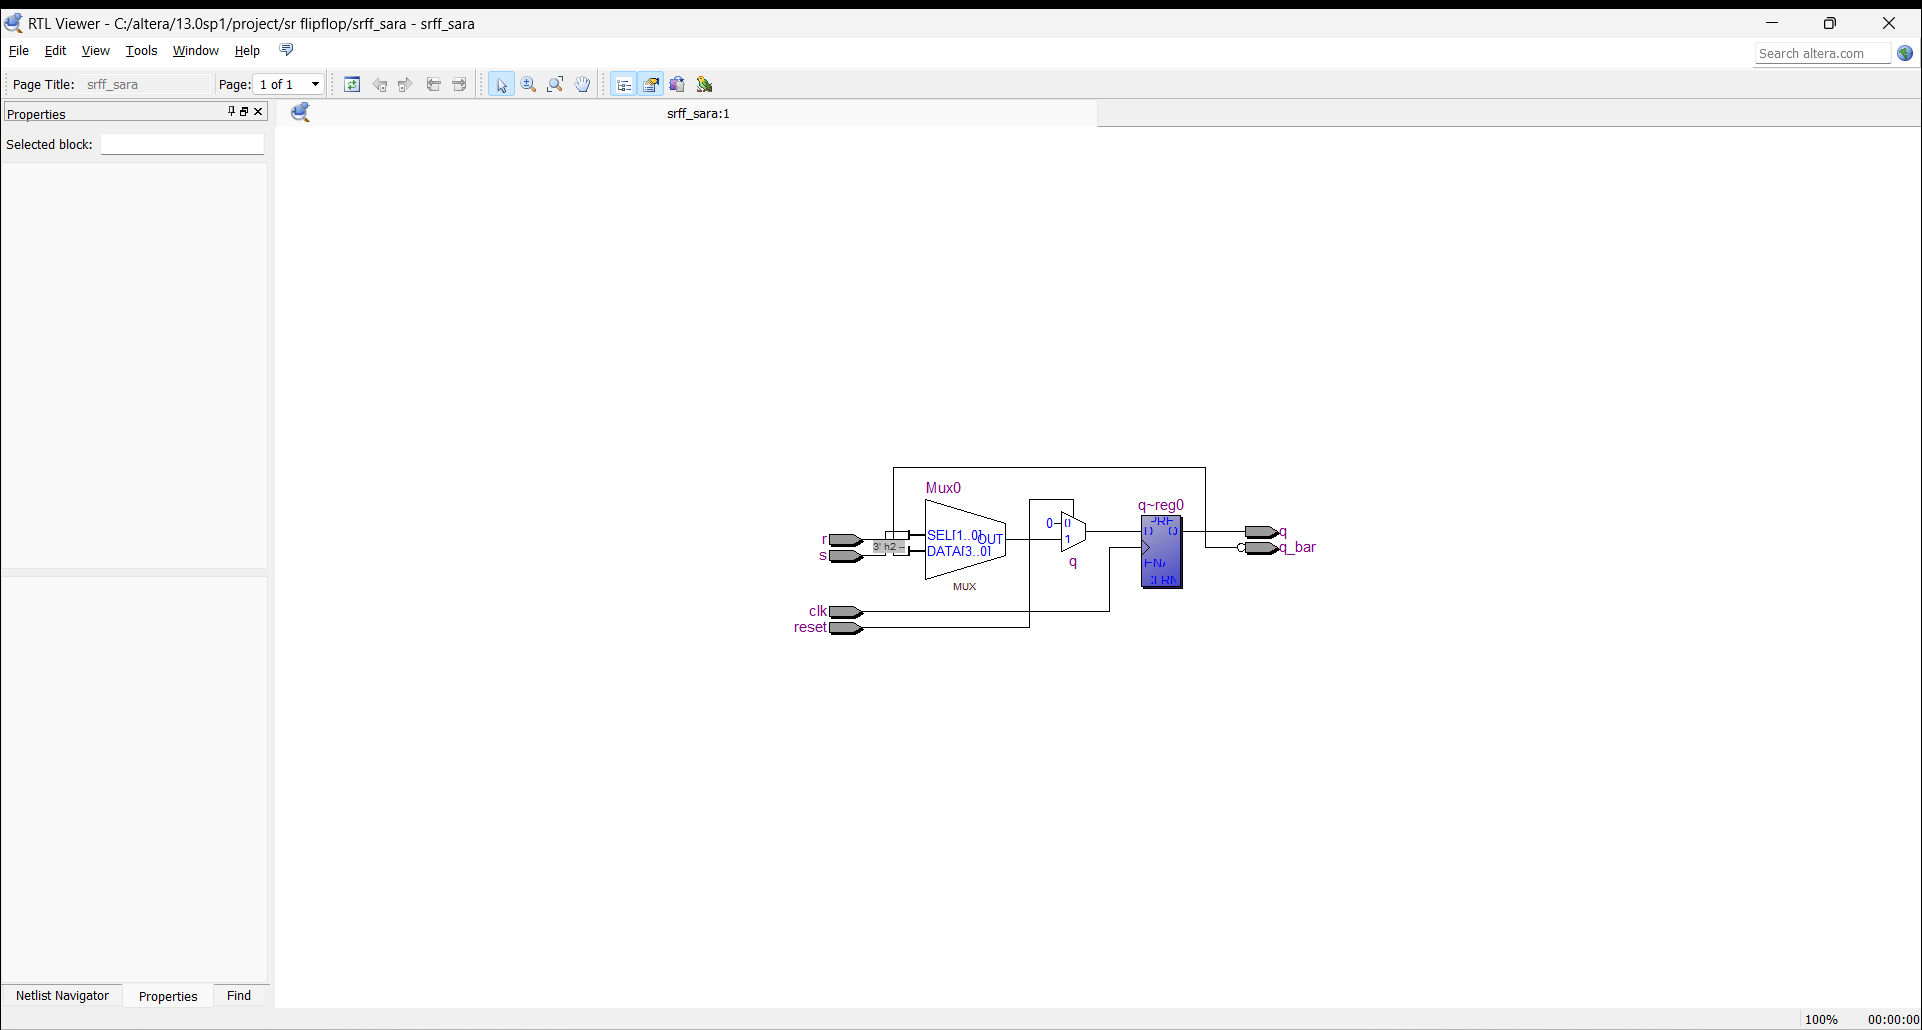 RTL Viewer - C:/altera/13.0sp1/project/sr flipflop/srff_sara - srff_sara
File Edit View Tools Window Help
Search altera.com
Page Title: srff_sara Page: 1 of 1
Properties
srff_sara:1
Selected block:
Mux0
q~reg0
0
0
PRE
r
SEL[1..0]
OUT
D Q
q
3' h2 --
1
s
DATA[3..0]
q_bar
q
ENA
MUX
CLRN
clk
reset
Netlist Navigator Properties Find
100% 00:00:00